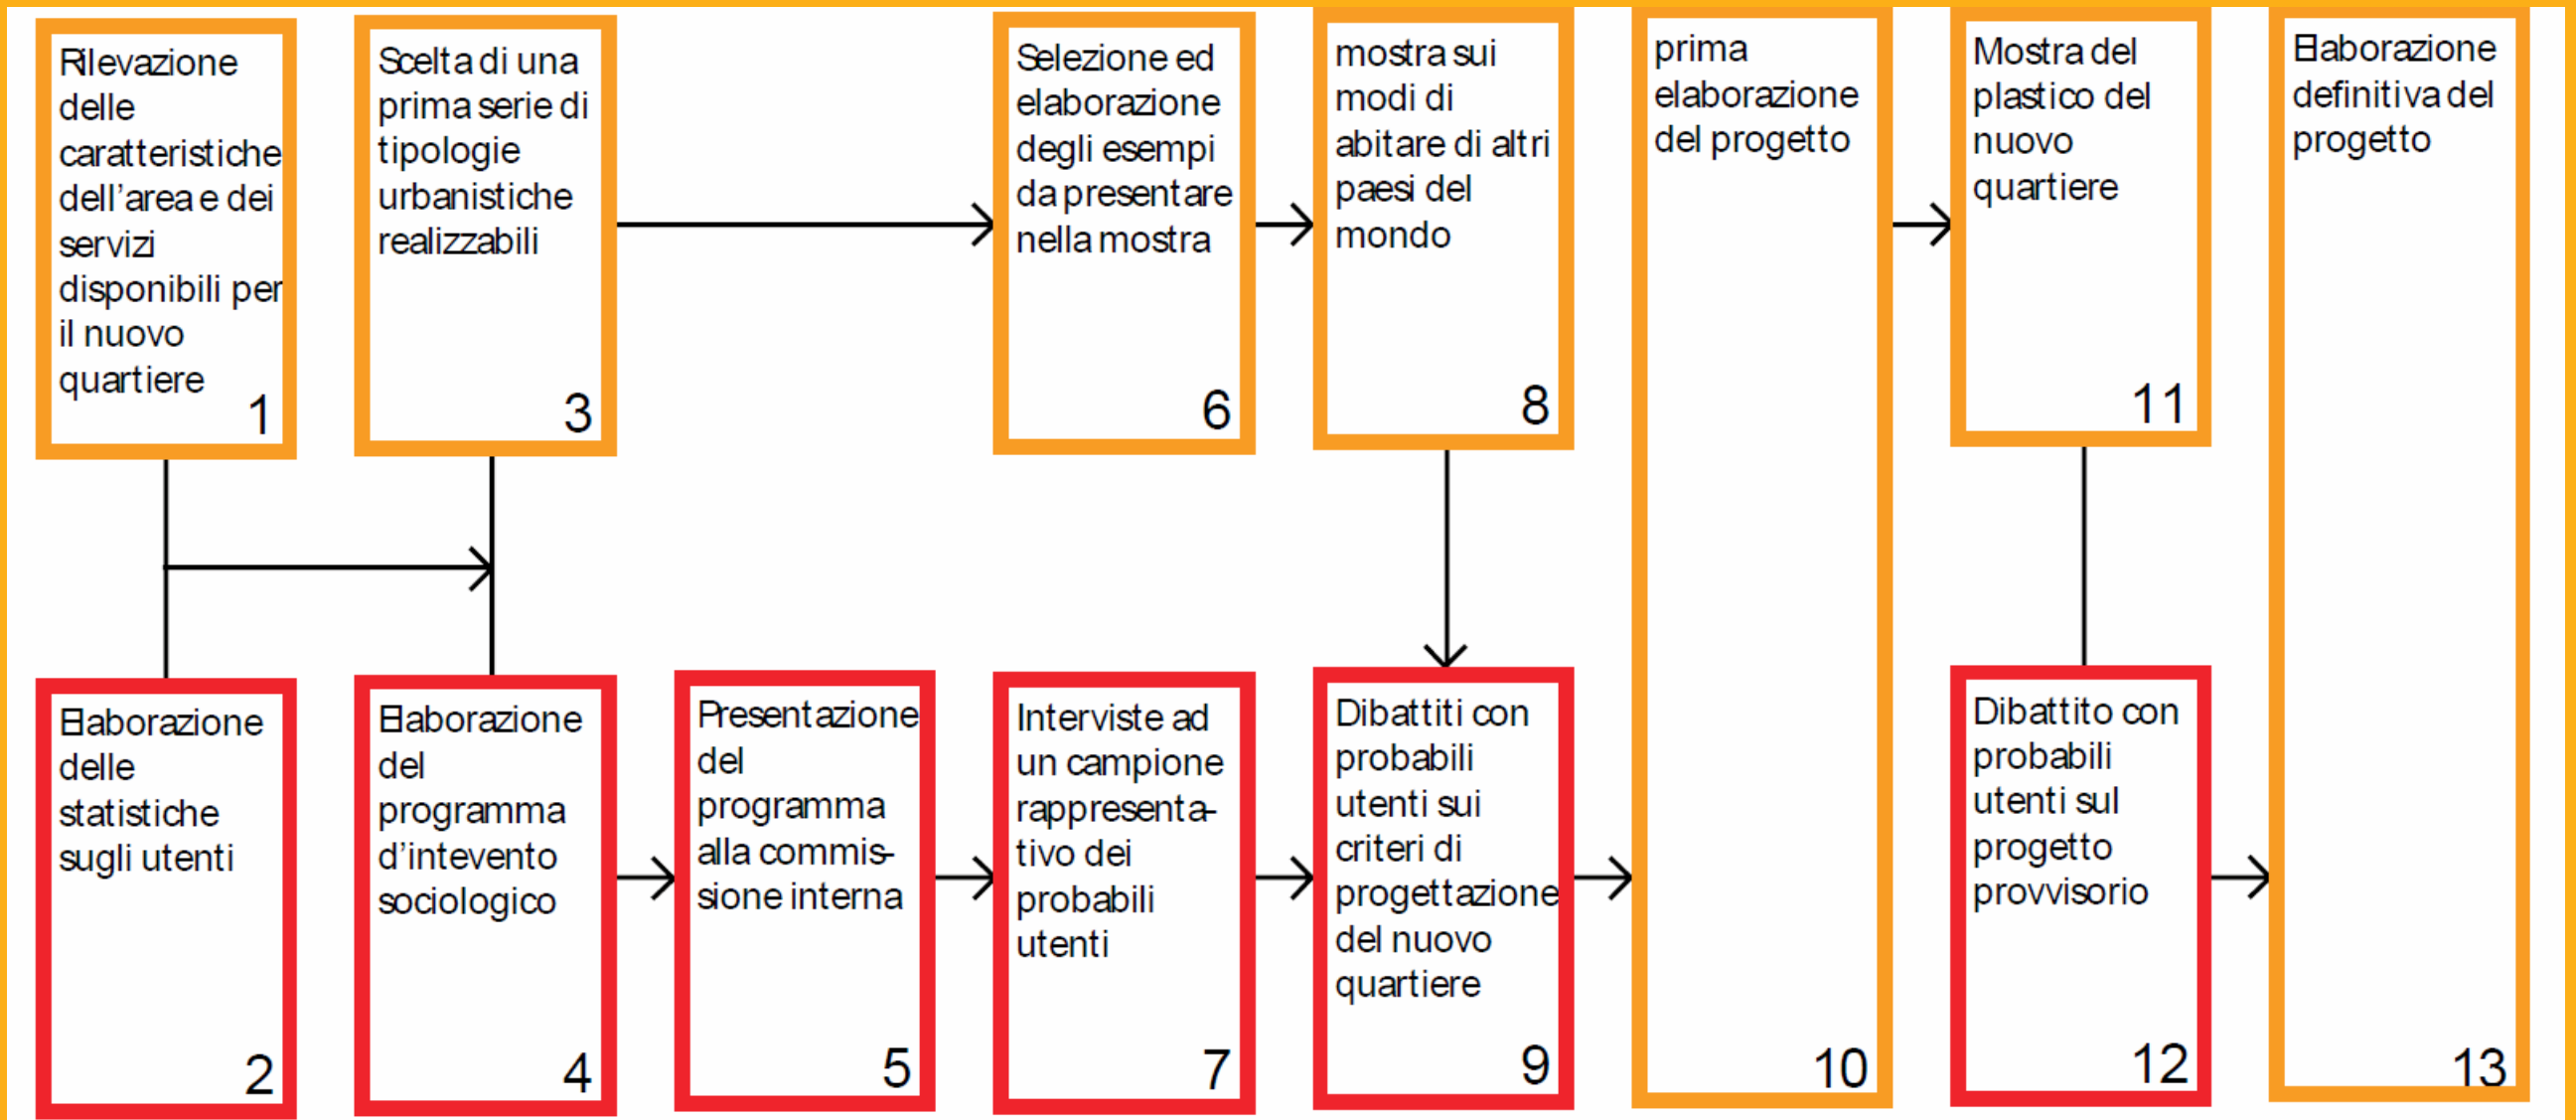 Rilevazione
delle
caratteristiche
dell'area e dei
servizi
disponibili per
il nuovo
quartiere
1
Elaborazione
delle
statistiche
sugli utenti
2
Scelta di una
prima serie di
tipologie
urbanistiche
realizzabili
3
Elaborazione
del
programma
d'intevento
sociologico
4
Presentazione
del
programma
alla commis-
sione interna
5
Selezione ed
elaborazione
degli esempi
da presentare
nella mostra
6
Interviste ad
un campione
rappresenta-
tivo dei
probabili
utenti
7
mostra sui
modi di
abitare di altri
paesi del
mondo
8
Dibattiti con
probabili
utenti sui
criteri di
progettazione
del nuovo
quartiere
9
prima
elaborazione
del progetto
10
Mostra del
plastico del
nuovo
quartiere
11
Dibattito con
probabili
utenti sul
progetto
provvisorio
12
Elaborazione
definitiva del
progetto
13